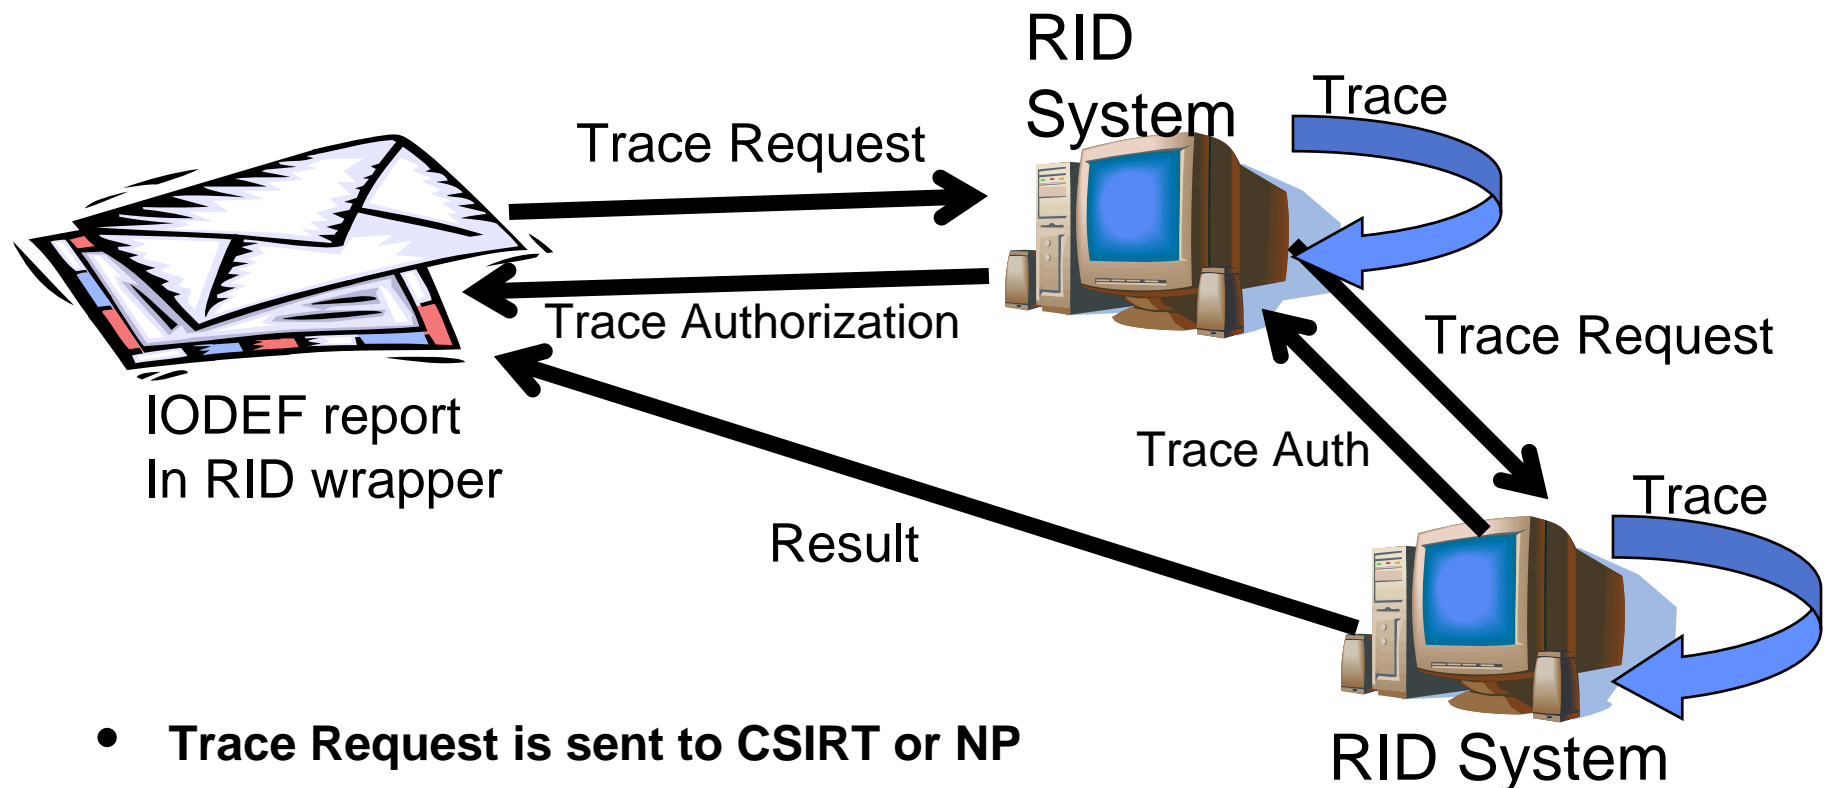 RID
System
Trace
Trace Request
Trace Authorization
Trace Request
IODEF report
In RID wrapper
Trace Auth
Trace
Result
• Trace Request is sent to CSIRT or NP
RID System